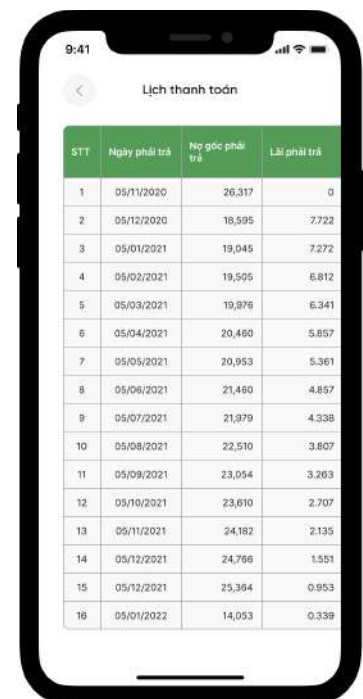 9:41
Lịch thanh toán
STT Ngày phải trả Nợ gốc phải trả Lãi phải trả
1 05/11/2020 26,317 0
2 05/12/2020 18,595 7.722
3 05/01/2021 19,045 7.272
4 05/02/2021 19,505 6.812
5 05/03/2021 19,976 6.341
6 05/04/2021 20,460 5.857
7 05/05/2021 20,953 5.361
8 05/06/2021 21,460 4.857
9 05/07/2021 21,979 4.338
10 05/08/2021 22,510 3.807
11 05/09/2021 23,054 3.263
12 05/10/2021 23,610 2.707
13 05/11/2021 24,182 2.135
14 05/12/2021 24,766 1.551
15 05/12/2021 25,364 0.953
16 05/01/2022 14,053 0.339